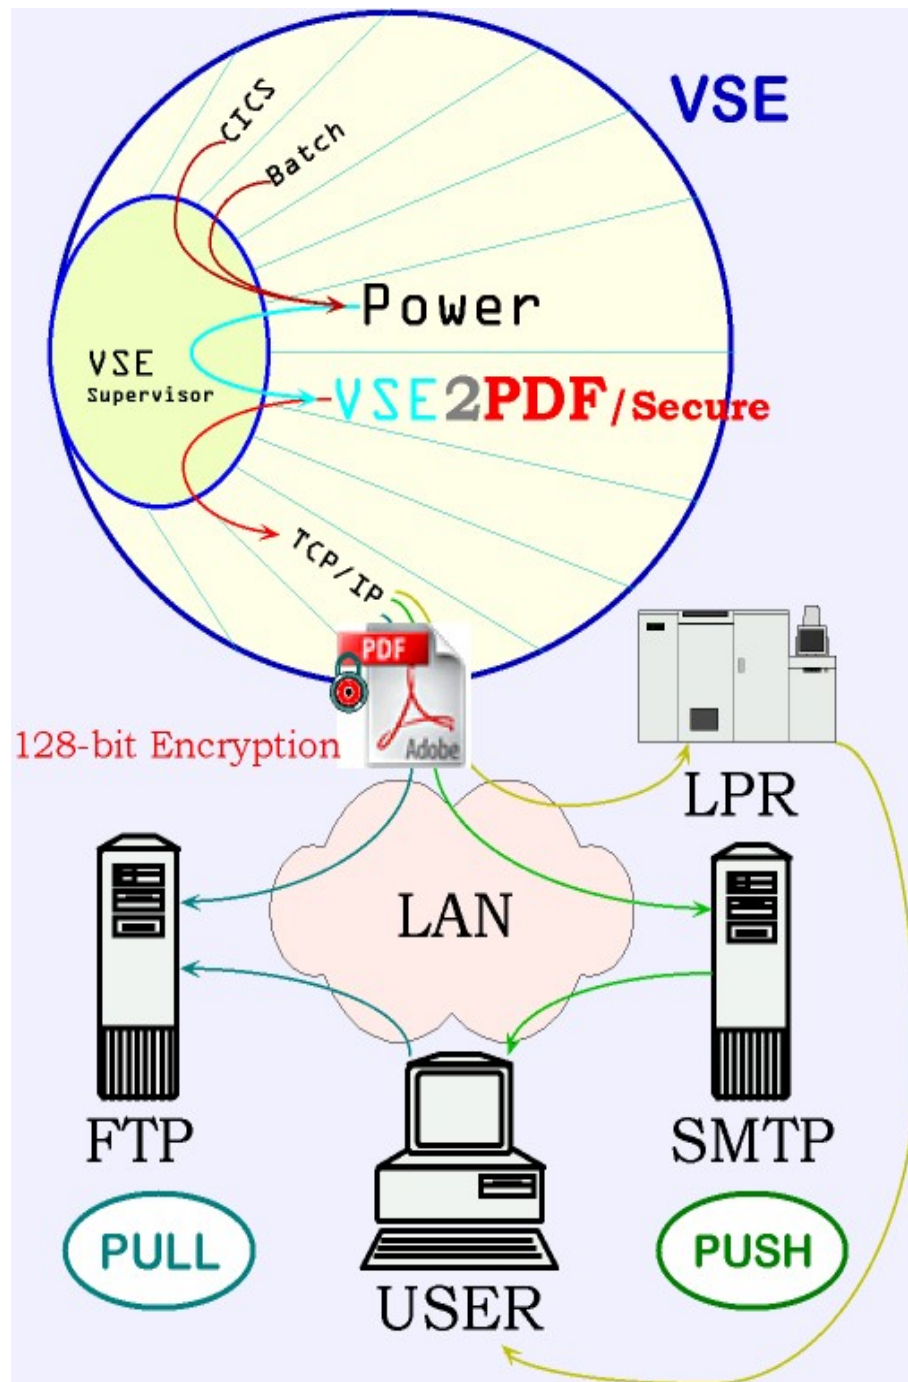 VSE
CICS
Batch
Power
VSE
Supervisor
VSE2PDF/Secure
TCP/IP
PDF
Adobe
128-bit Encryption
LPR
LAN
FTP
SMTP
PULL
PUSH
USER